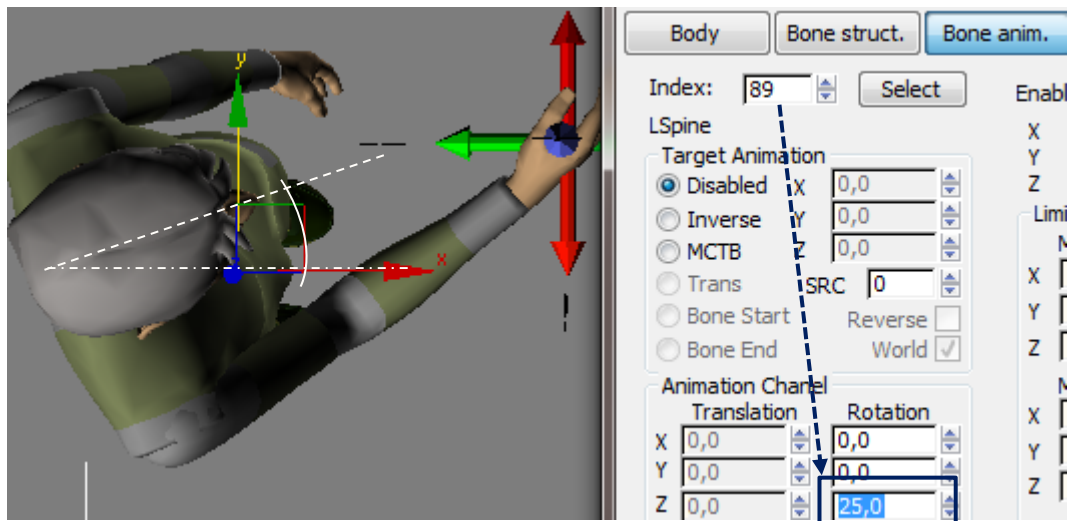 y
z
x
Body Bone struct. Bone anim.
Index: 89 Select
LSpine
Target Animation
Disabled X 0,0
Inverse Y 0,0
MCTB Z 0,0
Trans SRC 0
Bone Start Reverse
Bone End World
Animation Chanel
Translation Rotation
X 0,0 0,0
Y 0,0 0,0
Z 0,0 25,0
X
Y
Z
X
Y
Z
X
Y
Z